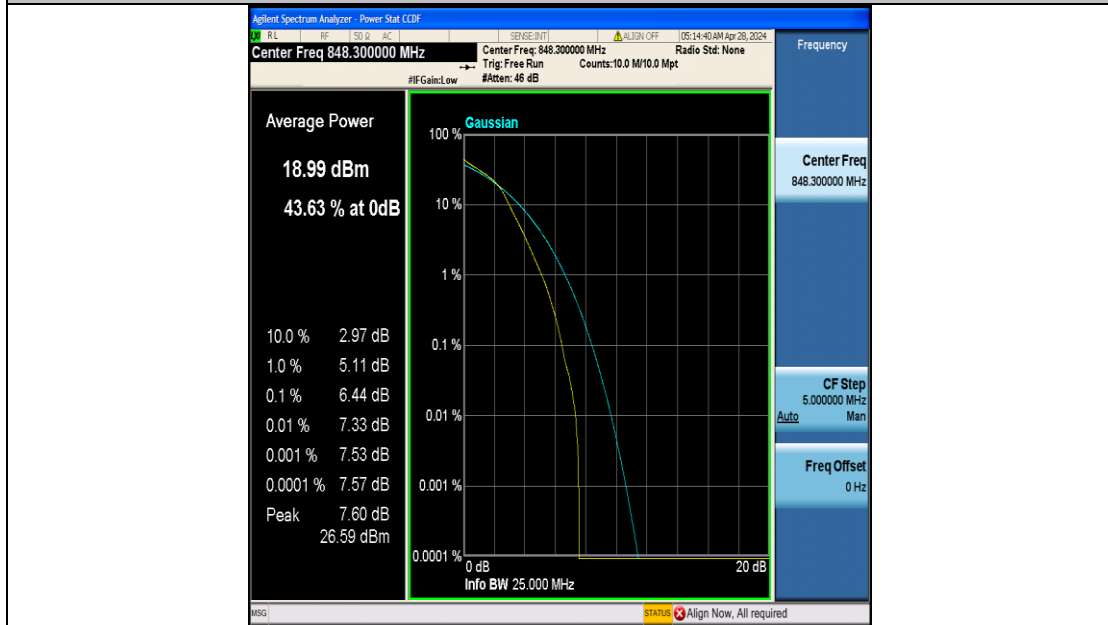 Agilent Spectrum Analyzer - Power Stat CCDF
RL RF 50 Ω AC SENSE:INT ALIGN OFF 05:14:40 AM Apr 28, 2024
Center Freq 848.300000 MHz
Center Freq: 848.300000 MHz Radio Std: None
Trig: Free Run Counts:10.0 M/10.0 Mpt
#IFGain:Low #Atten: 46 dB
Frequency
Average Power
18.99 dBm
43.63 % at 0dB
10.0 % 2.97 dB
1.0 % 5.11 dB
0.1 % 6.44 dB
0.01 % 7.33 dB
0.001 % 7.53 dB
0.0001 % 7.57 dB
Peak 7.60 dB
26.59 dBm
Gaussian
100 %
10 %
1 %
0.1 %
0.01 %
0.001 %
0.0001 %
0 dB 20 dB
Info BW 25.000 MHz
Center Freq
848.300000 MHz
CF Step
5.000000 MHz
Auto Man
Freq Offset
0 Hz
MSG STATUS Align Now, All required